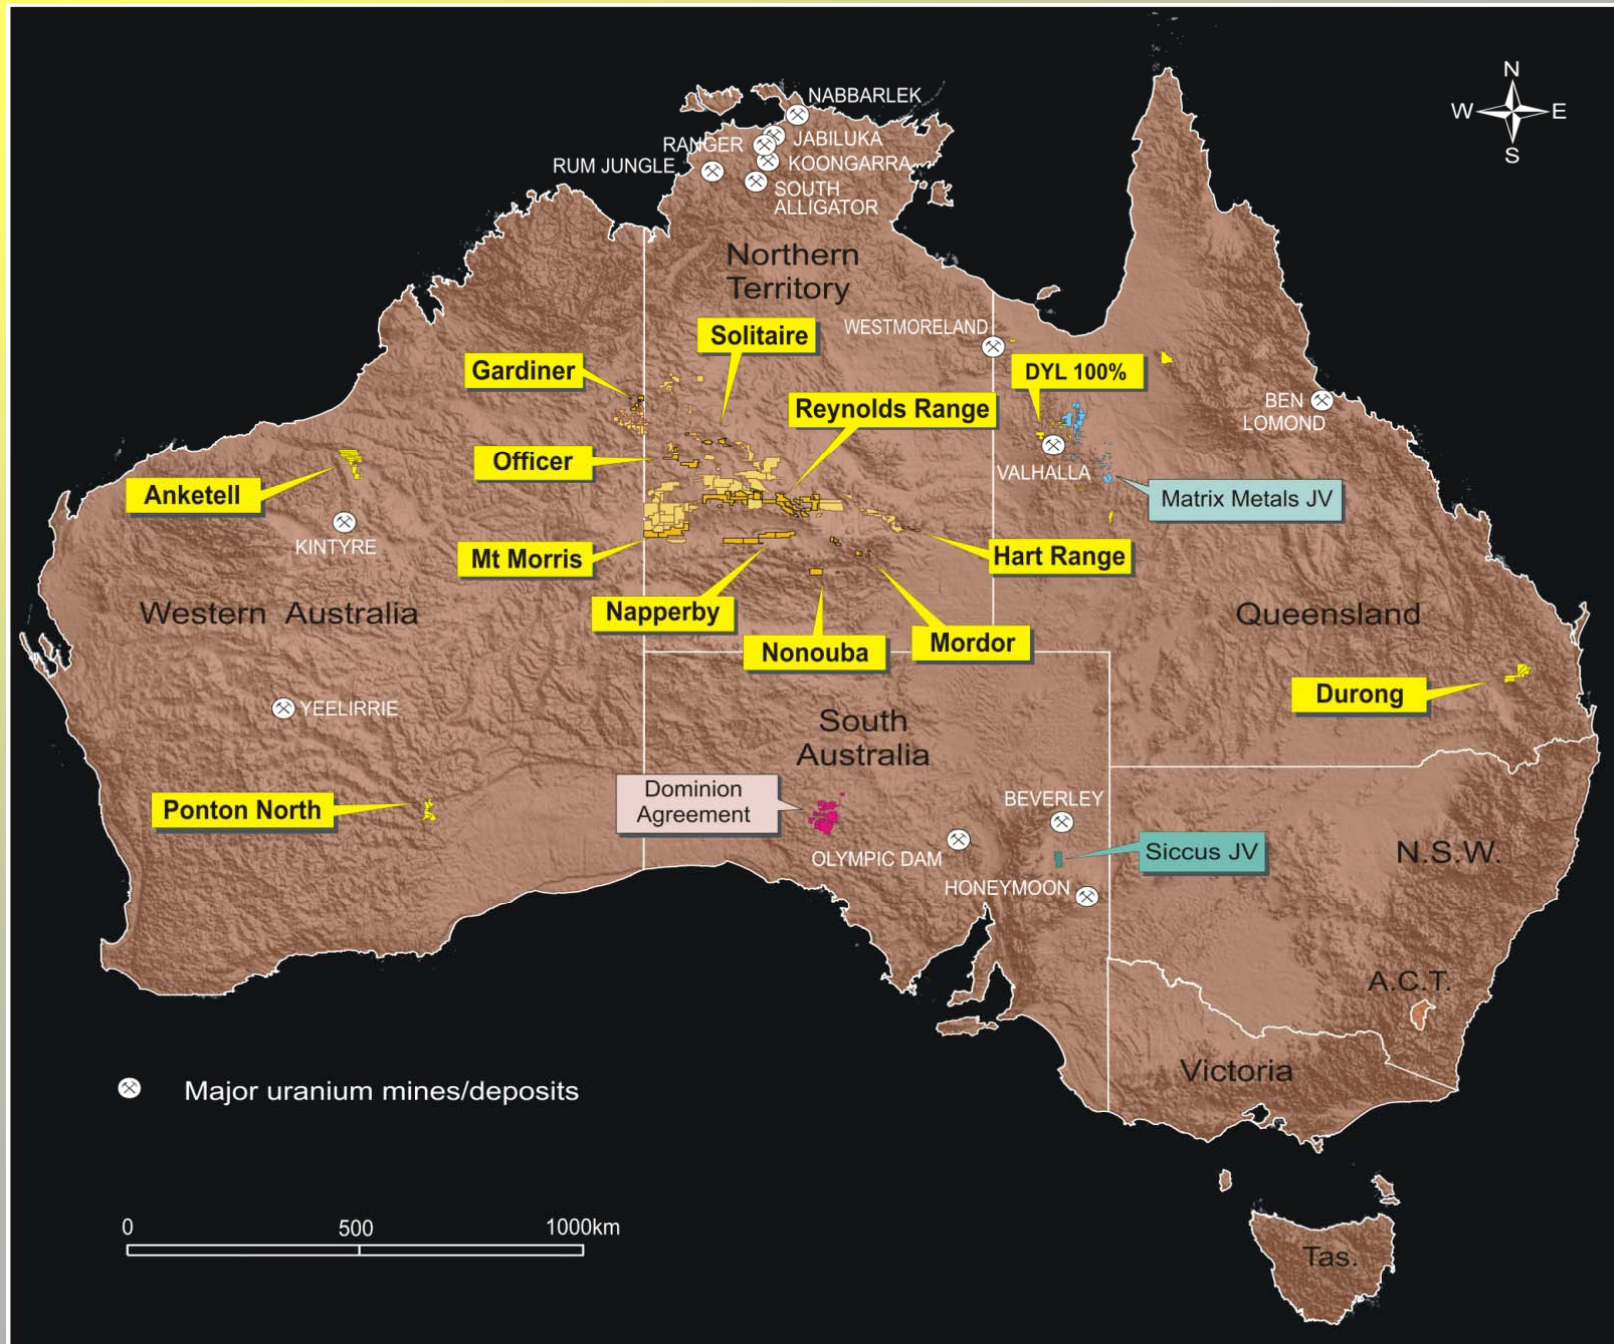 N
W E
S
NABBARLEK
JABILUKA
RANGER
KOONGARRA
RUM JUNGLE
SOUTH
ALLIGATOR
Northern
Territory
WESTMORELAND
Solitaire
Gardiner
DYL 100%
Reynolds Range
BEN
LOMOND
Officer
VALHALLA
Anketell
Matrix Metals JV
KINTYRE
Mt Morris
Hart Range
Western Australia
Napperby
Queensland
Nonouba
Mordor
Durong
YEELIRRIE
South
Australia
Dominion
Agreement
BEVERLEY
Ponton North
OLYMPIC DAM
Siccus JV
N.S.W.
HONEYMOON
A.C.T.
Victoria
Major uranium mines/deposits
0 500 1000km
Tas.